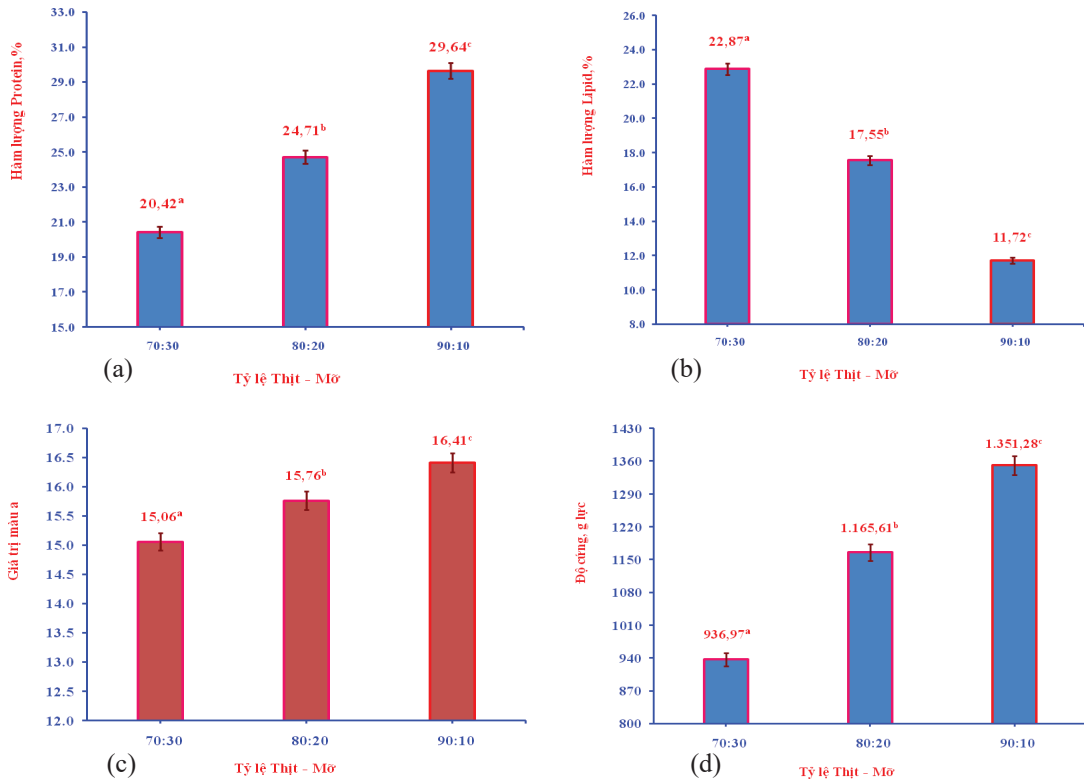 Hàm lượng Protein,%
33.0
31.0
29.0
27.0
25.0
23.0
21.0
19.0
17.0
15.0
20,42ᵃ
24,71ᵇ
29,64ᶜ
70:30
80:20
90:10
(a)
Tỷ lệ Thịt - Mỡ
Hàm lượng Lipid,%
26.0
24.0
22.0
20.0
18.0
16.0
14.0
12.0
10.0
8.0
22,87ᵃ
17,55ᵇ
11,72ᶜ
70:30
80:20
90:10
(b)
Tỷ lệ Thịt - Mỡ
Giá trị màu a
17.0
16.5
16.0
15.5
15.0
14.5
14.0
13.5
13.0
12.5
12.0
15,06ᵃ
15,76ᵇ
16,41ᶜ
70:30
80:20
90:10
(c)
Tỷ lệ Thịt - Mỡ
Độ cứng, g lực
1430
1360
1290
1220
1150
1080
1010
940
870
800
936,97ᵃ
1.165,61ᵇ
1.351,28ᶜ
70:30
80:20
90:10
(d)
Tỷ lệ Thịt - Mỡ